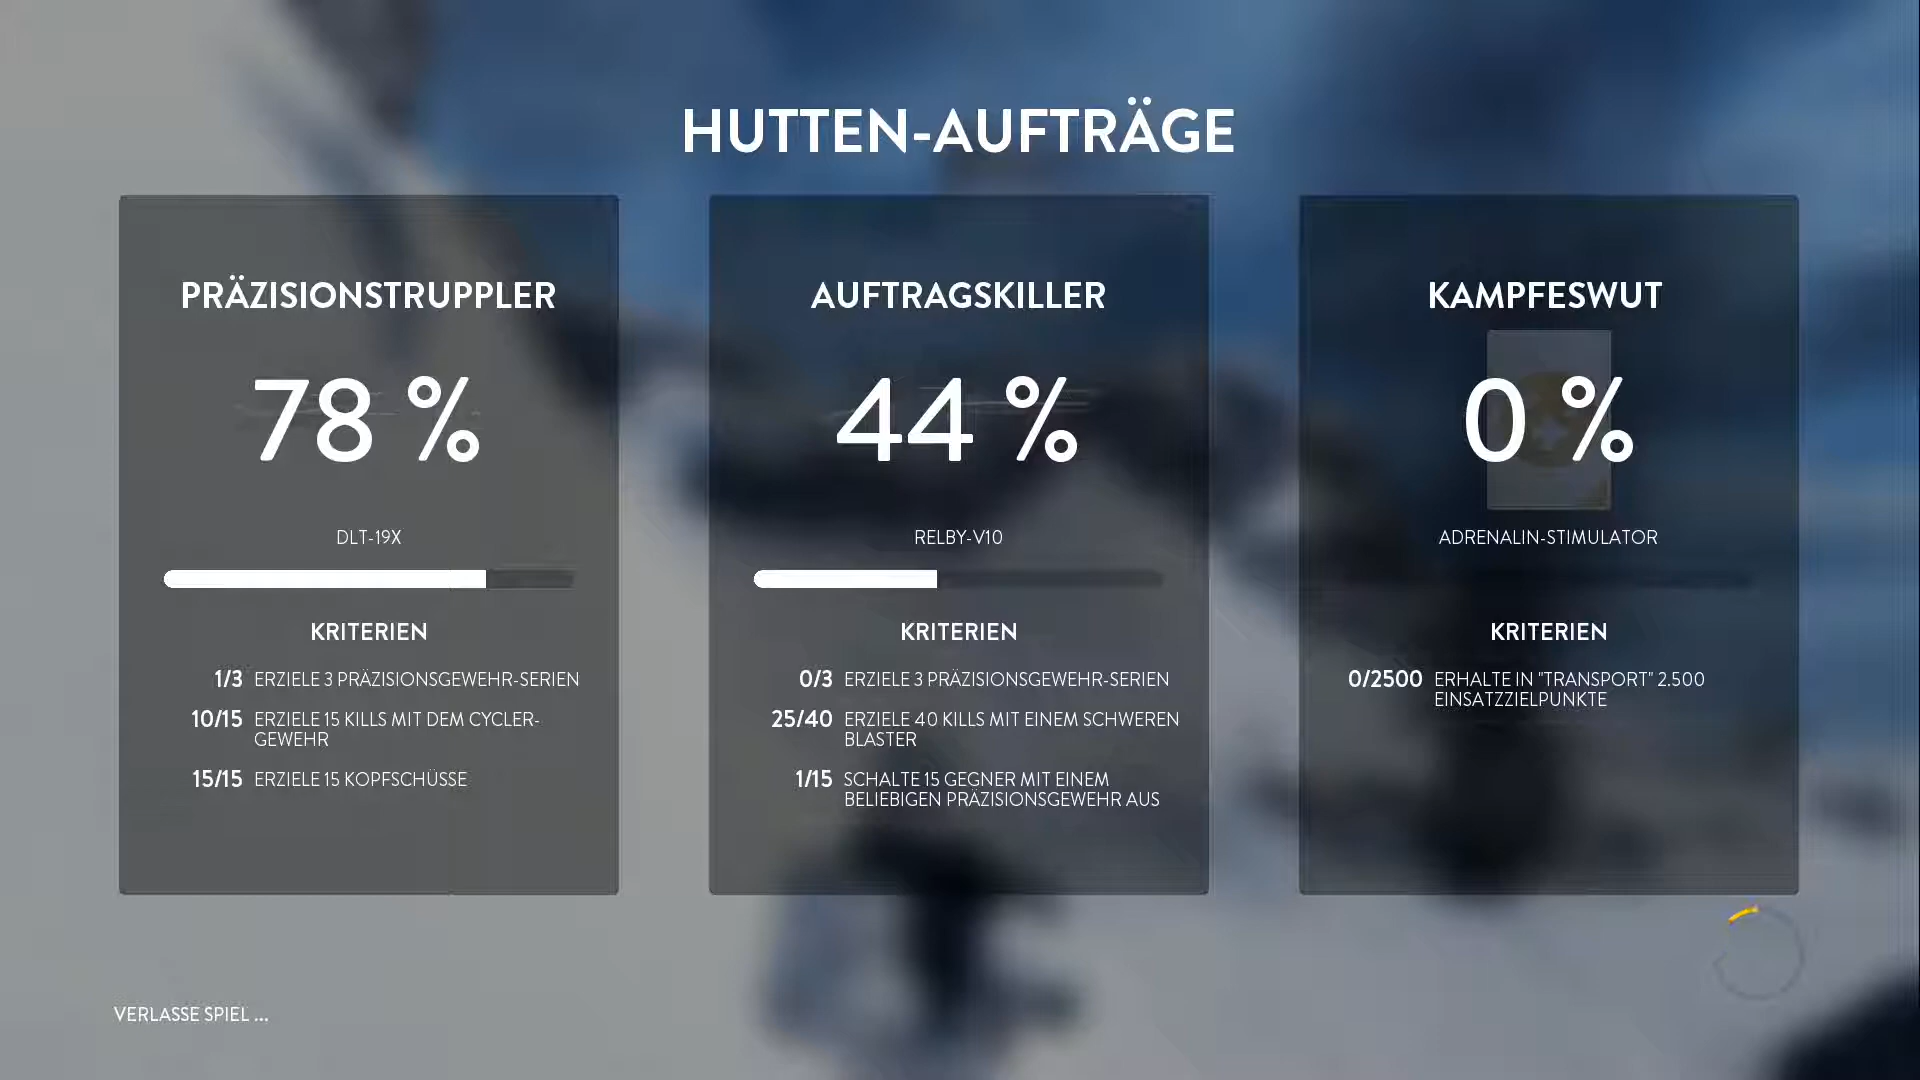 HUTTEN-AUFTRÄGE
PRÄZISIONSTRUPPLER
78 %
DLT-19X
KRITERIEN
1/3 ERZIELE 3 PRÄZISIONSGEWEHR-SERIEN
10/15 ERZIELE 15 KILLS MIT DEM CYCLER-
GEWEHR
15/15 ERZIELE 15 KOPFSCHÜSSE
AUFTRAGSKILLER
44 %
RELBY-V10
KRITERIEN
0/3 ERZIELE 3 PRÄZISIONSGEWEHR-SERIEN
25/40 ERZIELE 40 KILLS MIT EINEM SCHWEREN
BLASTER
1/15 SCHALTE 15 GEGNER MIT EINEM
BELIEBIGEN PRÄZISIONSGEWEHR AUS
KAMPFESWUT
0 %
ADRENALIN-STIMULATOR
KRITERIEN
0/2500 ERHALTE IN "TRANSPORT" 2.500
EINSATZZIELPUNKTE
VERLASSE SPIEL ...